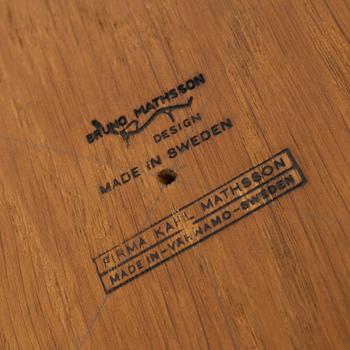 BRUNO MATHSSON
DESIGN
MADE IN SWEDEN
FIRMA KARL MATHSSON
MADE IN-VÄRNAMO-SWEDEN